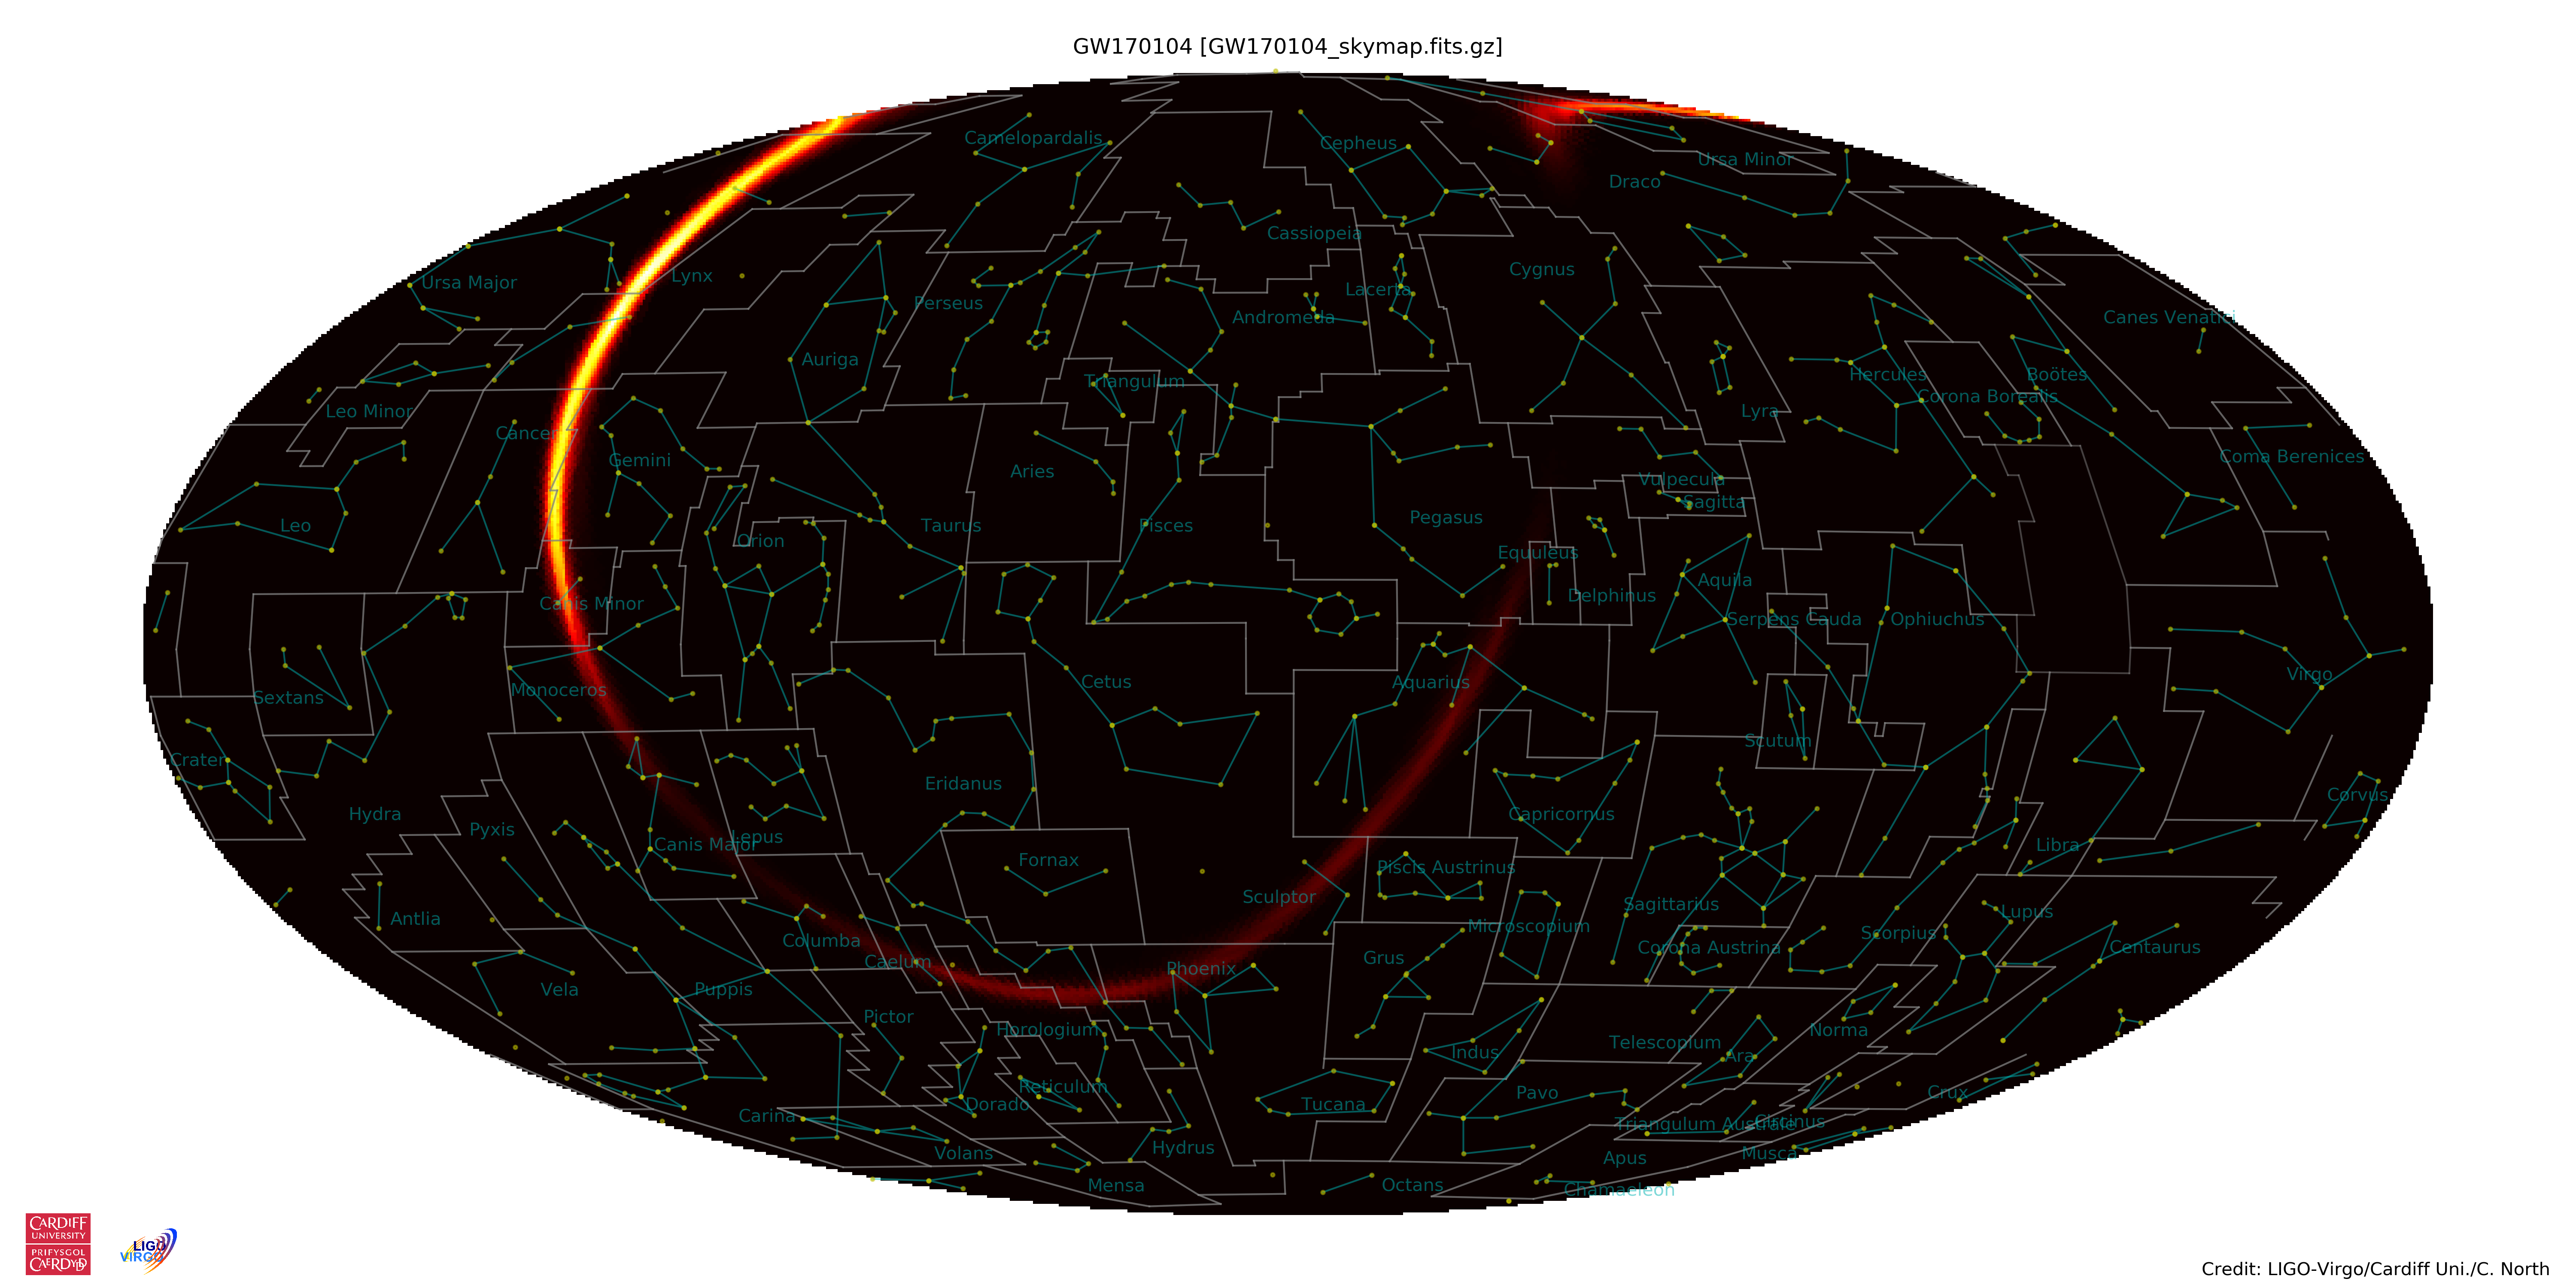 GW170104 [GW170104_skymap.fits.gz]
Camelopardalis
Cepheus
Ursa Minor
Draco
Cassiopeia
Ursa Major
Lynx
Cygnus
Perseus
Lacerta
Andromeda
Canes Venatici
Auriga
Triangulum
Hercules
Boötes
Corona Borealis
Leo Minor
Lyra
Cancer
Gemini
Aries
Coma Berenices
Vulpecula
Sagitta
Leo
Orion
Taurus
Pisces
Pegasus
Equuleus
Canis Minor
Delphinus
Aquila
Serpens Cauda
Ophiuchus
Sextans
Monoceros
Cetus
Aquarius
Virgo
Crater
Scutum
Eridanus
Hydra
Pyxis
Capricornus
Corvus
Canis Major
Lepus
Libra
Fornax
Piscis Austrinus
Sculptor
Antlia
Sagittarius
Lupus
Columba
Microscopium
Scorpius
Caelum
Phoenix
Grus
Corona Austrina
Centaurus
Vela
Puppis
Pictor
Horologium
Indus
Telescopium
Ara
Norma
Reticulum
Pavo
Crux
Carina
Dorado
Tucana
Triangulum Australe
Circinus
Volans
Hydrus
Apus
Musca
Mensa
Octans
Chamaeleon
CARDIFF
UNIVERSITY
PRIFYSGOL
CAERDYDD
LIGO
VIRGO
Credit: LIGO-Virgo/Cardiff Uni./C. North